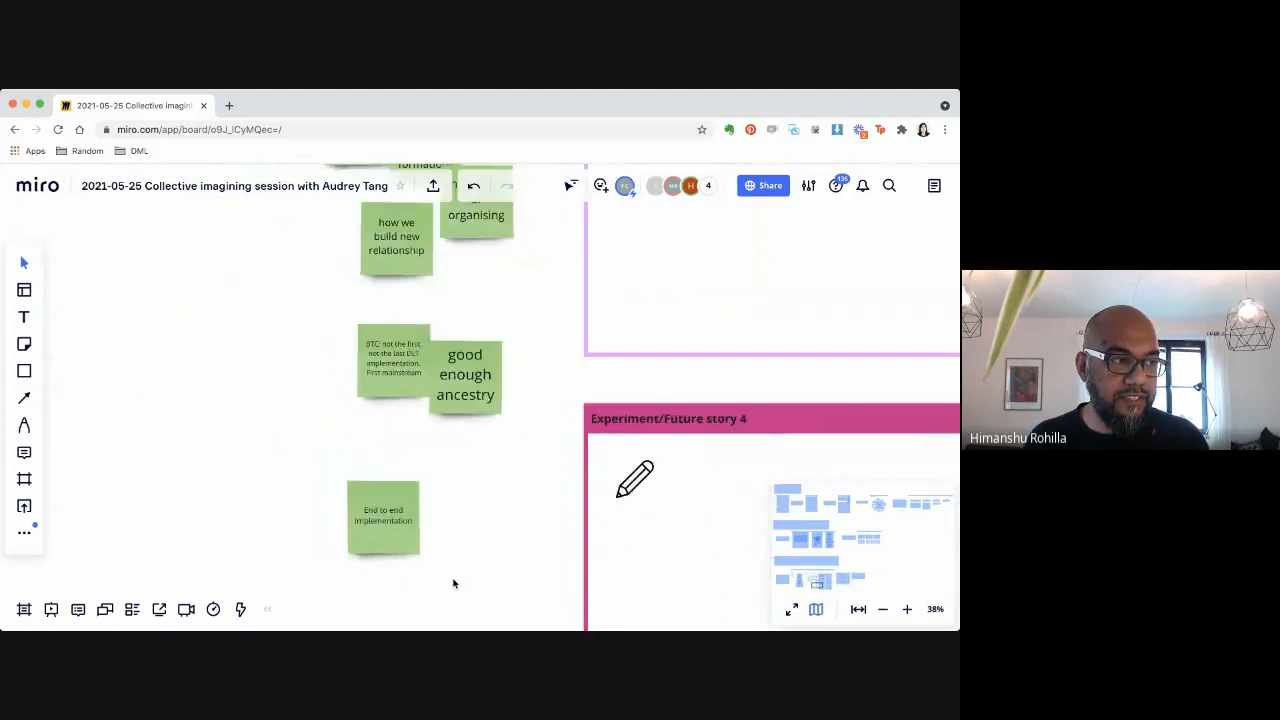 2021-05-25 Collective imagini
miro.com/app/board/o9J_lCyMQec=/
Apps
Random
DML
miro
2021-05-25 Collective imagining session with Audrey Tang
4
Share
136
formation
organising
how we
build new
relationship
BTC: not the first,
not the last DLT
implementation.
First mainstream
good
enough
ancestry
Experiment/Future story 4
End to end
Implementation
38%
Himanshu Rohilla